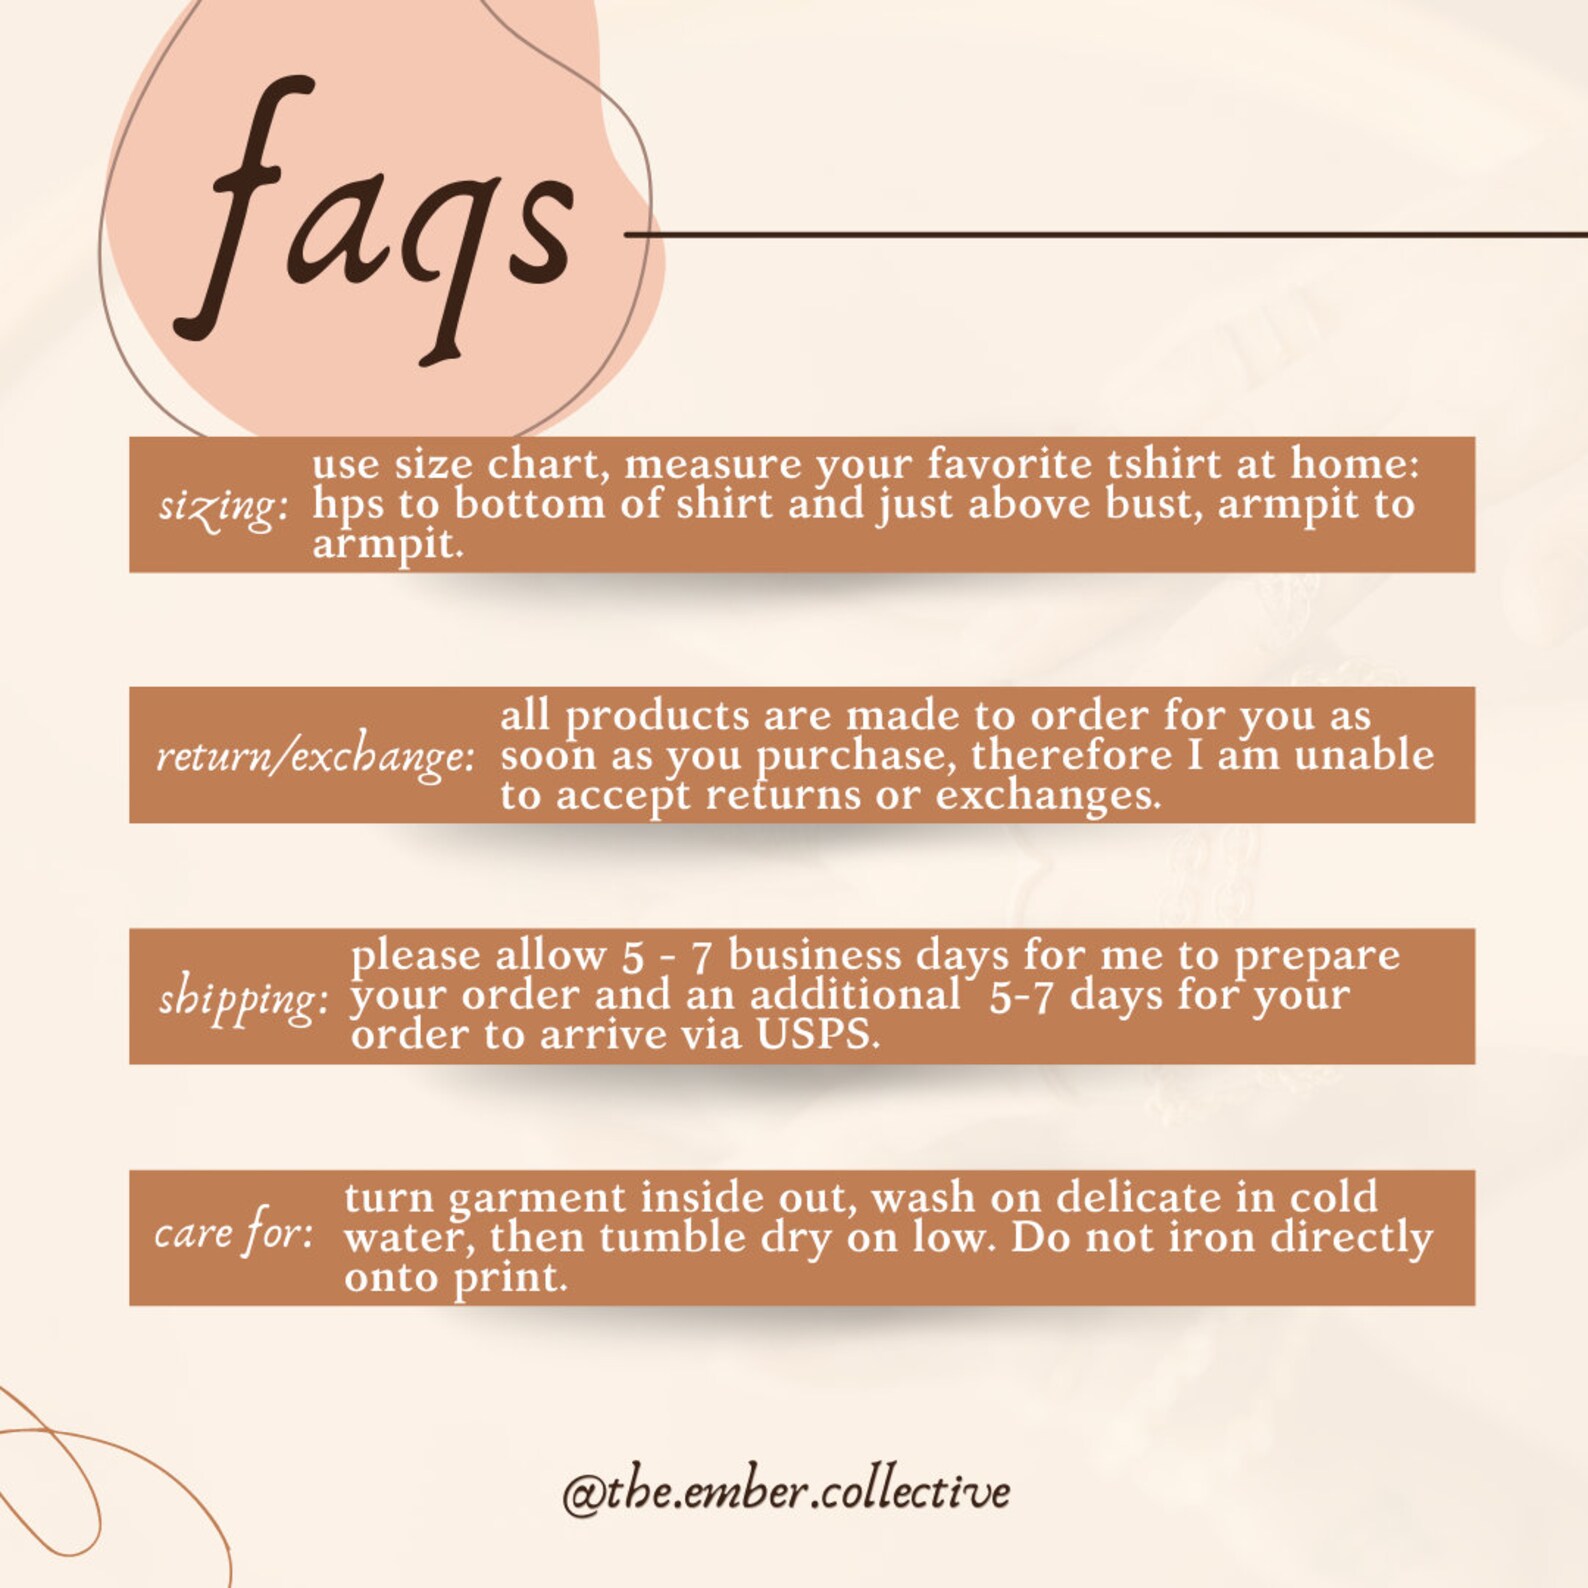 faqs
sizing: use size chart, measure your favorite tshirt at home:
hps to bottom of shirt and just above bust, armpit to
armpit.
return/exchange: all products are made to order for you as
soon as you purchase, therefore I am unable
to accept returns or exchanges.
shipping: please allow 5 - 7 business days for me to prepare
your order and an additional 5-7 days for your
order to arrive via USPS.
care for: turn garment inside out, wash on delicate in cold
water, then tumble dry on low. Do not iron directly
onto print.
@the.ember.collective